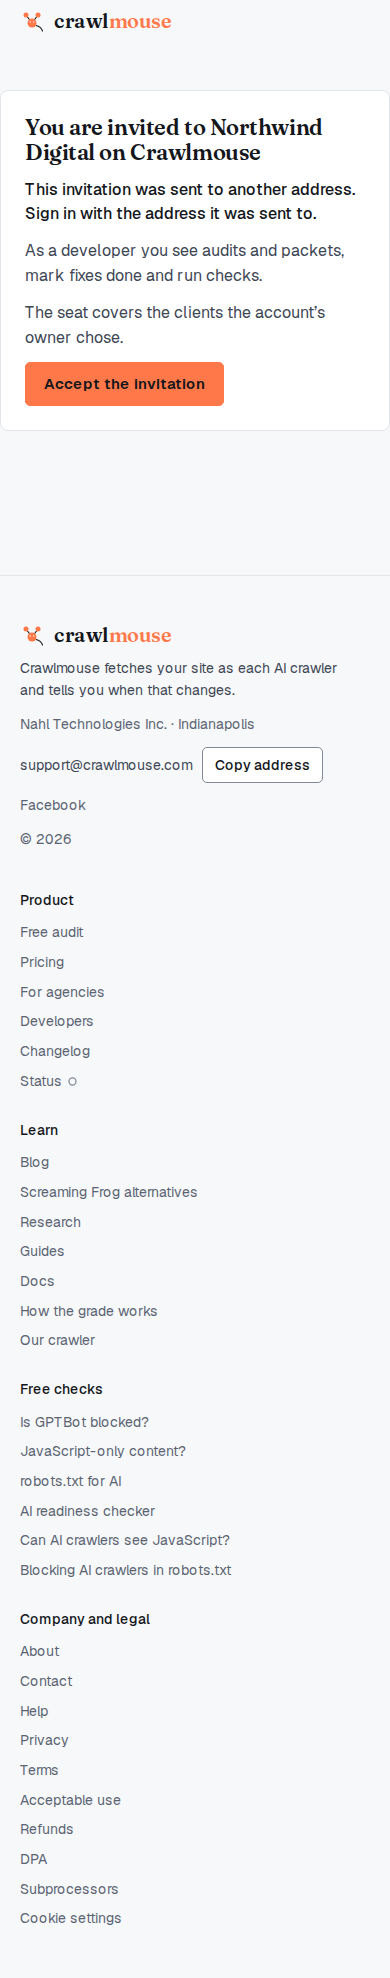 crawlmouse
You are invited to Northwind
Digital on Crawlmouse
This invitation was sent to another address.
Sign in with the address it was sent to.
As a developer you see audits and packets,
mark fixes done and run checks.
The seat covers the clients the account’s
owner chose.
Accept the invitation
crawlmouse
Crawlmouse fetches your site as each AI crawler
and tells you when that changes.
Nahl Technologies Inc. · Indianapolis
support@crawlmouse.com Copy address
Facebook
© 2026
Product
Free audit
Pricing
For agencies
Developers
Changelog
Status
Learn
Blog
Screaming Frog alternatives
Research
Guides
Docs
How the grade works
Our crawler
Free checks
Is GPTBot blocked?
JavaScript-only content?
robots.txt for AI
AI readiness checker
Can AI crawlers see JavaScript?
Blocking AI crawlers in robots.txt
Company and legal
About
Contact
Help
Privacy
Terms
Acceptable use
Refunds
DPA
Subprocessors
Cookie settings